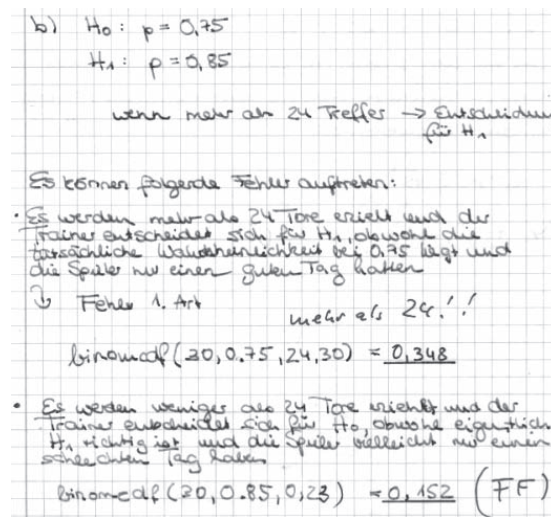 b) H₀: p = 0,75
H₁: p = 0,85
wenn mehr als 24 Treffer → Entscheidung
für H₁
Es können folgende Fehler auftreten:
• Es werden mehr als 24 Tore erzielt und der
Trainer entscheidet sich für H₁, obwohl die
tatsächliche Wahrscheinlichkeit bei 0.75 liegt und
die Spieler nur einen guten Tag hatten
↳ Fehler 1. Art
mehr als 24!!
binomcdf(30, 0.75, 24, 30) = 0,348
• Es werden weniger als 24 Tore erzielt und der
Trainer entscheidet sich für H₀, obwohl eigentlich
H₁ richtig ist und die Spieler vielleicht nur einen
schlechten Tag haben
binomcdf(30, 0.85, 0, 23) = 0,152 (FF)